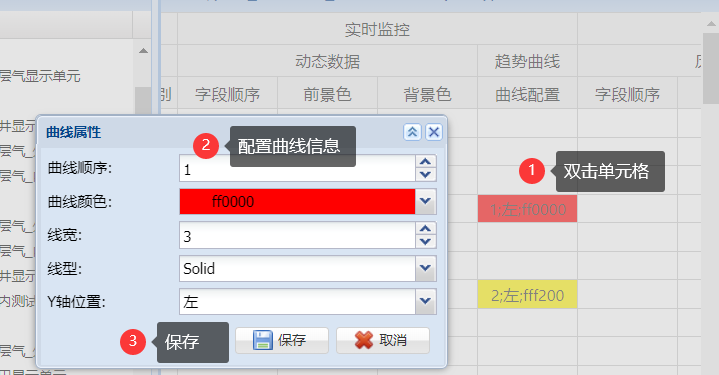 实时监控
动态数据
趋势曲线
别
字段顺序
前景色
背景色
曲线配置
字段顺序
层气显示单元
井显示
层气_
层气_
层气_
层气_
井显示
内测试
层气_
曲线属性
2
配置曲线信息
曲线顺序:
1
曲线颜色:
ff0000
线宽:
3
线型:
Solid
Y轴位置:
左
3
保存
保存
取消
1
双击单元格
1;左;ff0000
2;左;fff200